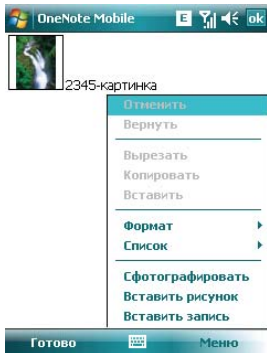 OneNote Mobile E ok
2345-картинка
Отменить
Вернуть
Вырезать
Копировать
Вставить
Формат
Список
Сфотографировать
Вставить рисунок
Вставить запись
Готово Меню